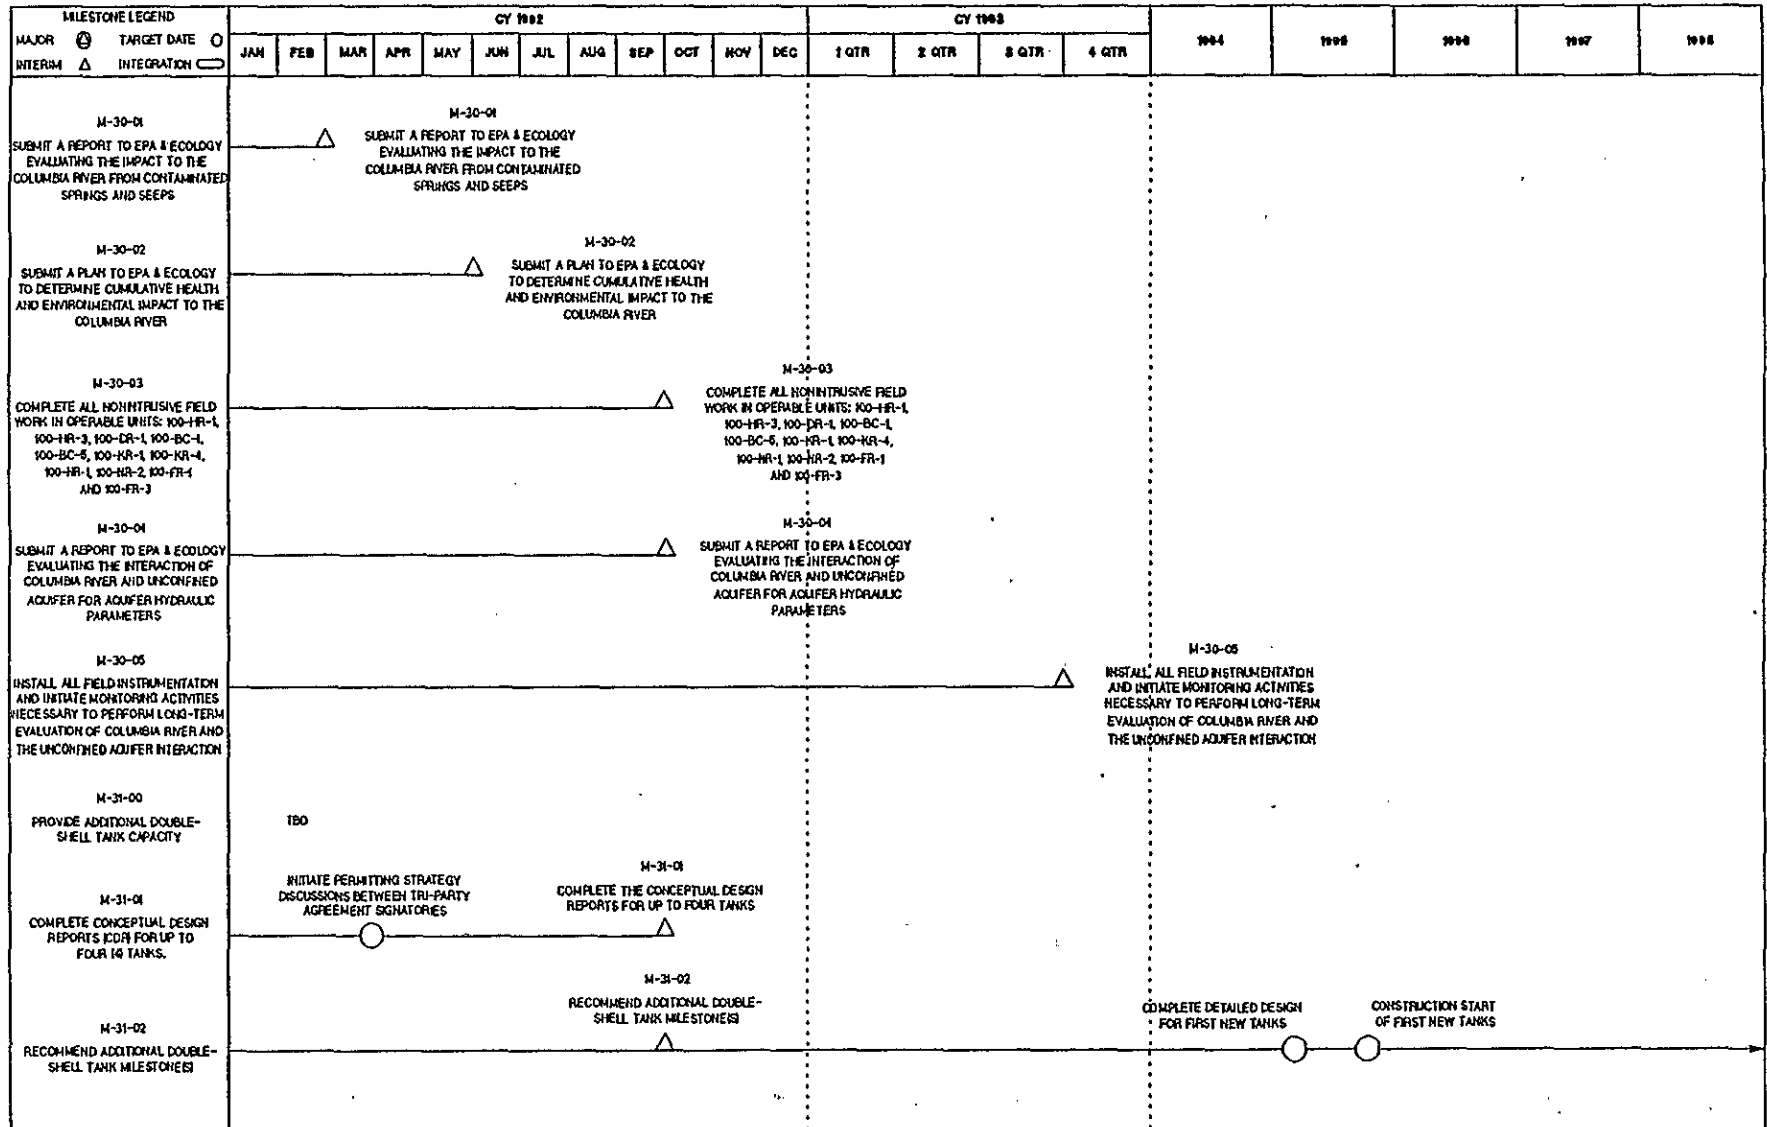 MILESTONE LEGEND
MAJOR TARGET DATE
INTERIM INTEGRATION
CY 1992
CY 1993
1994 1995 1996 1997 1998
JAN FEB MAR APR MAY JUN JUL AUG SEP OCT NOV DEC 1 QTR 2 QTR 3 QTR 4 QTR
M-30-01
SUBMIT A REPORT TO EPA & ECOLOGY
EVALUATING THE IMPACT TO THE
COLUMBIA RIVER FROM CONTAMINATED
SPRINGS AND SEEPS
M-30-01
SUBMIT A REPORT TO EPA & ECOLOGY
EVALUATING THE IMPACT TO THE
COLUMBIA RIVER FROM CONTAMINATED
SPRINGS AND SEEPS
M-30-02
SUBMIT A PLAN TO EPA & ECOLOGY
TO DETERMINE CUMULATIVE HEALTH
AND ENVIRONMENTAL IMPACT TO THE
COLUMBIA RIVER
M-30-02
SUBMIT A PLAN TO EPA & ECOLOGY
TO DETERMINE CUMULATIVE HEALTH
AND ENVIRONMENTAL IMPACT TO THE
COLUMBIA RIVER
M-30-03
COMPLETE ALL NONINTRUSIVE FIELD
WORK IN OPERABLE UNITS: 100-HR-1,
100-HR-3, 100-DR-1, 100-BC-1,
100-BC-5, 100-KR-1, 100-KR-4,
100-NR-1, 100-NR-2, 100-FR-1
AND 100-FR-3
M-30-03
COMPLETE ALL NONINTRUSIVE FIELD
WORK IN OPERABLE UNITS: 100-HR-1,
100-HR-3, 100-DR-1, 100-BC-1,
100-BC-5, 100-KR-1, 100-KR-4,
100-NR-1, 100-NR-2, 100-FR-1
AND 100-FR-3
M-30-04
SUBMIT A REPORT TO EPA & ECOLOGY
EVALUATING THE INTERACTION OF
COLUMBIA RIVER AND UNCONFINED
AQUIFER FOR AQUIFER HYDRAULIC
PARAMETERS
M-30-04
SUBMIT A REPORT TO EPA & ECOLOGY
EVALUATING THE INTERACTION OF
COLUMBIA RIVER AND UNCONFINED
AQUIFER FOR AQUIFER HYDRAULIC
PARAMETERS
M-30-05
INSTALL ALL FIELD INSTRUMENTATION
AND INITIATE MONITORING ACTIVITIES
NECESSARY TO PERFORM LONG-TERM
EVALUATION OF COLUMBIA RIVER AND
THE UNCONFINED AQUIFER INTERACTION
M-30-05
INSTALL ALL FIELD INSTRUMENTATION
AND INITIATE MONITORING ACTIVITIES
NECESSARY TO PERFORM LONG-TERM
EVALUATION OF COLUMBIA RIVER AND
THE UNCONFINED AQUIFER INTERACTION
M-31-00
PROVIDE ADDITIONAL DOUBLE-
SHELL TANK CAPACITY
TBD
M-31-01
COMPLETE CONCEPTUAL DESIGN
REPORTS (CDR) FOR UP TO
FOUR (4) TANKS.
INITIATE PERMITTING STRATEGY
DISCUSSIONS BETWEEN TRI-PARTY
AGREEMENT SIGNATORIES
M-31-01
COMPLETE THE CONCEPTUAL DESIGN
REPORTS FOR UP TO FOUR TANKS
M-31-02
RECOMMEND ADDITIONAL DOUBLE-
SHELL TANK MILESTONE(S)
M-31-02
RECOMMEND ADDITIONAL DOUBLE-
SHELL TANK MILESTONE(S)
COMPLETE DETAILED DESIGN
FOR FIRST NEW TANKS
CONSTRUCTION START
OF FIRST NEW TANKS